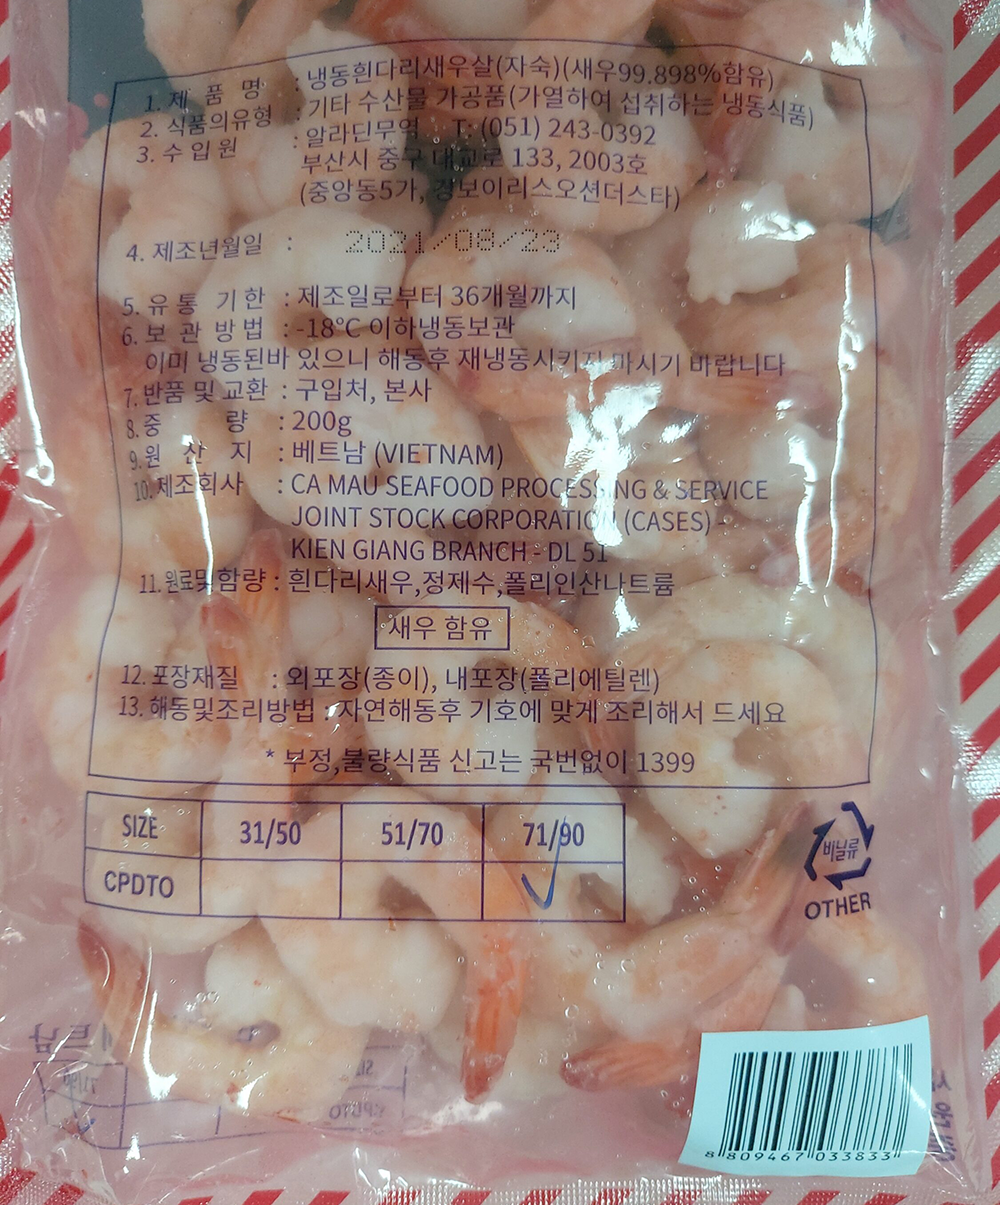 1. 제 품 명 : 냉동흰다리새우살(자숙)(새우99.898%함유)
2. 식품의유형 : 기타 수산물 가공품(가열하여 섭취하는 냉동식품)
3. 수 입 원 : 알라딘무역 T: (051) 243-0392
부산시 중구 대교로 133, 2003호
(중앙동5가, 경보이리스오션더스타)
4. 제조년월일 : 2021/08/23
5. 유 통 기 한 : 제조일로부터 36개월까지
6. 보 관 방 법 : -18°C 이하냉동보관
이미 냉동된바 있으니 해동후 재냉동시키지 마시기 바랍니다
7. 반품 및 교환 : 구입처, 본사
8. 중 량 : 200g
9. 원 산 지 : 베트남 (VIETNAM)
10. 제조회사 : CA MAU SEAFOOD PROCESSING & SERVICE
JOINT STOCK CORPORATION (CASES) -
KIEN GIANG BRANCH - DL 51
11. 원료및함량 : 흰다리새우,정제수,폴리인산나트륨
새우 함유
12. 포장재질 : 외포장(종이), 내포장(폴리에틸렌)
13. 해동및조리방법 : 자연해동후 기호에 맞게 조리해서 드세요
* 부정,불량식품 신고는 국번없이 1399
SIZE 31/50 51/70 71/90
CPDTO ✓
비닐류
OTHER
8 809467 033833